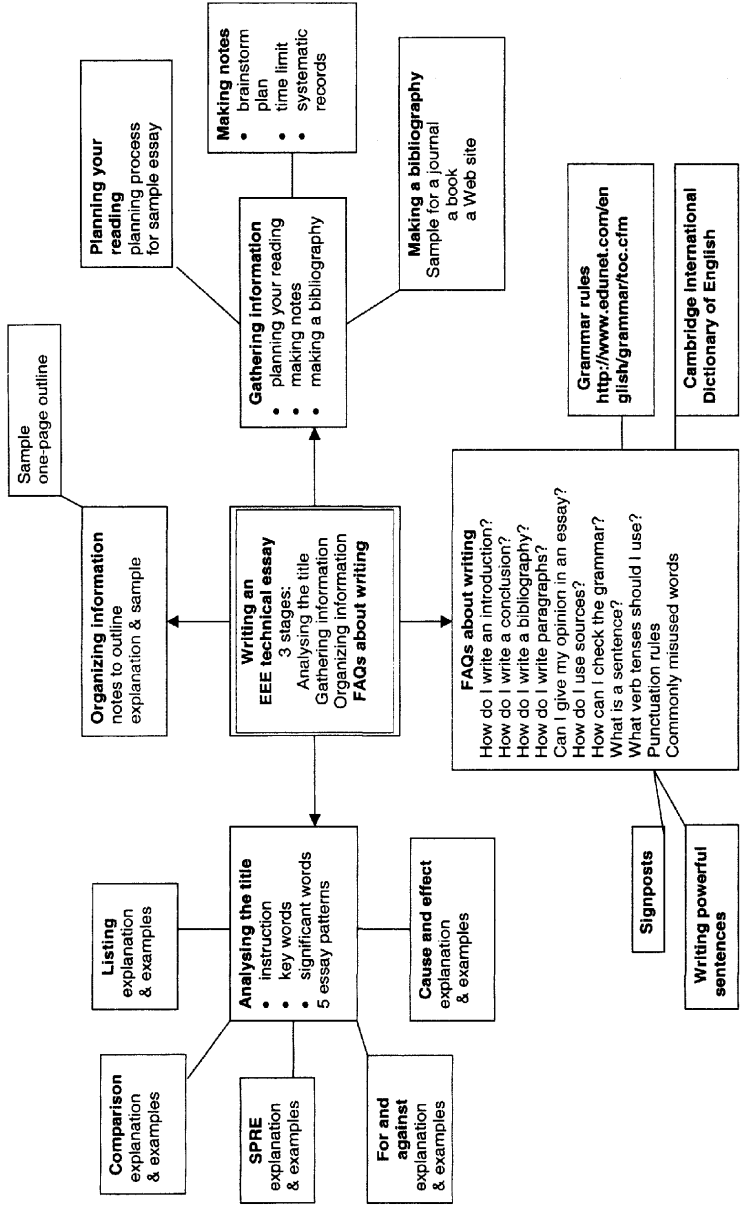 Comparison
explanation
& examples
Listing
explanation
& examples
SPRE
explanation
& examples
For and
against
explanation
& examples
Analysing the title
• instruction
• key words
• significant words
5 essay patterns
Cause and effect
explanation
& examples
Organizing information
notes to outline
explanation & sample
Sample
one-page outline
Writing an
EEE technical essay
3 stages:
Analysing the title
Gathering information
Organizing information
FAQs about writing
Planning your
reading
planning process
for sample essay
Gathering information
• planning your reading
• making notes
• making a bibliography
Making notes
• brainstorm
plan
• time limit
• systematic
records
Making a bibliography
Sample for a journal
a book
a Web site
FAQs about writing
How do I write an introduction?
How do I write a conclusion?
How do I write a bibliography?
How do I write paragraphs?
Can I give my opinion in an essay?
How do I use sources?
How can I check the grammar?
What is a sentence?
What verb tenses should I use?
Punctuation rules
Commonly misused words
Signposts
Writing powerful
sentences
Grammar rules
http://www.edunet.com/en
glish/grammar/toc.cfm
Cambridge International
Dictionary of English